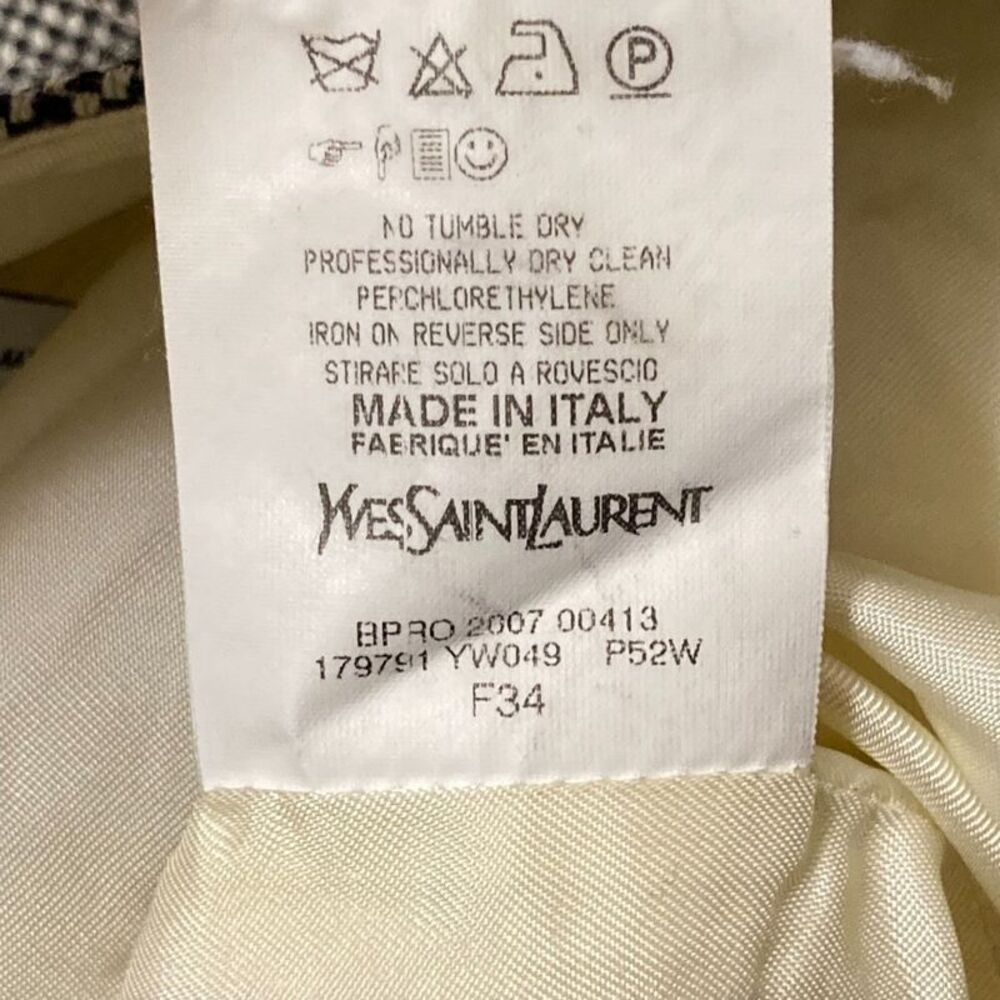 P
NO TUMBLE DRY
PROFESSIONALLY DRY CLEAN
PERCHLORETHYLENE
IRON ON REVERSE SIDE ONLY
STIRARE SOLO A ROVESCIO
MADE IN ITALY
FABRIQUE' EN ITALIE
YVESSAINTLAURENT
BPRO 2007 00413
179791 YW049 P52W
F34